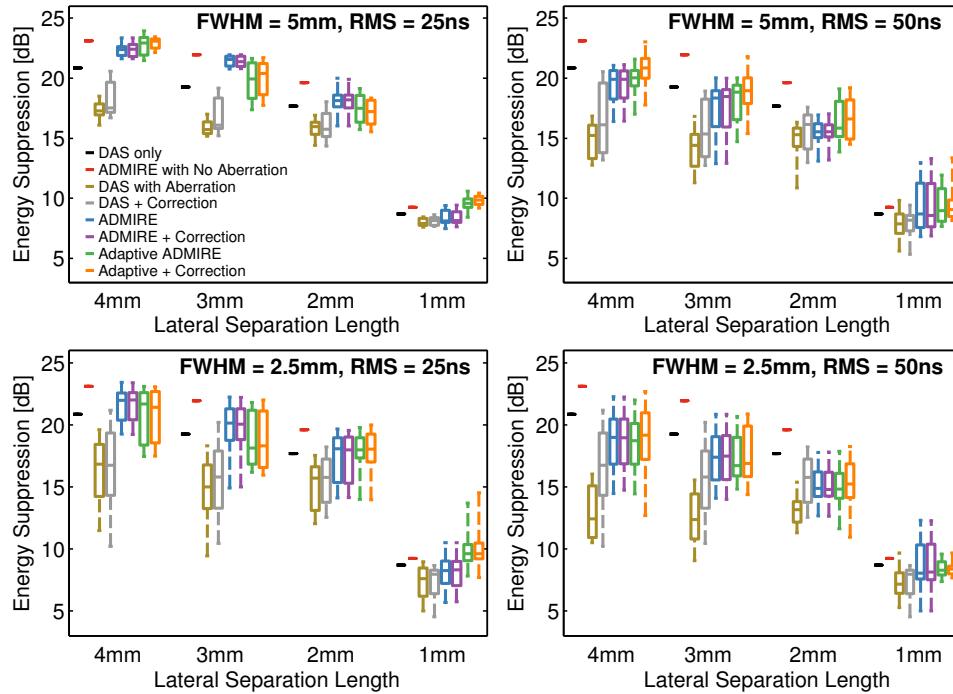 FWHM = 5mm, RMS = 25ns
Energy Suppression [dB]
25
20
15
10
5
DAS only
ADMIRE with No Aberration
DAS with Aberration
DAS + Correction
ADMIRE
ADMIRE + Correction
Adaptive ADMIRE
Adaptive + Correction
4mm 3mm 2mm 1mm
Lateral Separation Length
FWHM = 5mm, RMS = 50ns
Energy Suppression [dB]
25
20
15
10
5
4mm 3mm 2mm 1mm
Lateral Separation Length
FWHM = 2.5mm, RMS = 25ns
Energy Suppression [dB]
25
20
15
10
5
4mm 3mm 2mm 1mm
Lateral Separation Length
FWHM = 2.5mm, RMS = 50ns
Energy Suppression [dB]
25
20
15
10
5
4mm 3mm 2mm 1mm
Lateral Separation Length